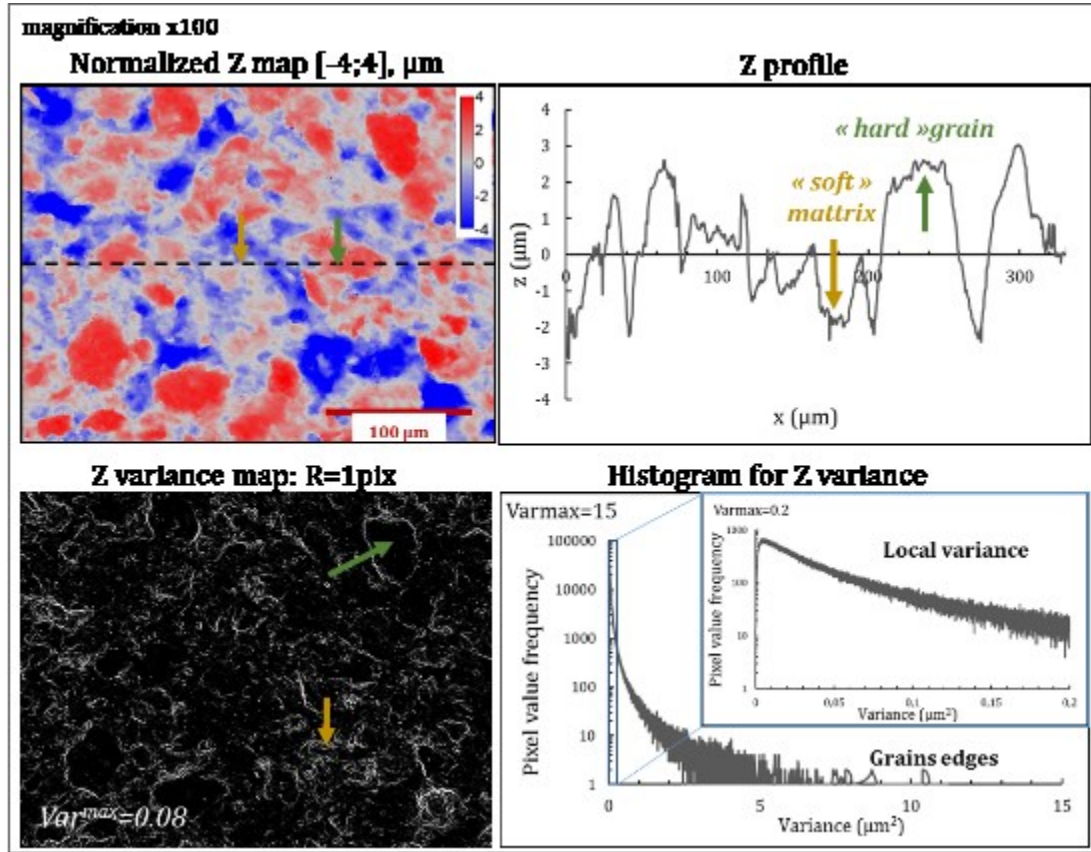 magnification x100
Normalized Z map [-4;4], µm
4
2
0
-2
-4
100 µm
Z profile
4
3
2
1
0
-1
-2
-3
-4
z (µm)
0
100
200
300
x (µm)
« hard »grain
« soft »
mattrix
Z variance map: R=1pix
Var^max=0.08
Histogram for Z variance
Varmax=15
100000
10000
1000
100
10
1
Pixel value frequency
0
5
10
15
Variance (µm²)
Grains edges
Varmax=0.2
1000
100
10
1
Pixel value frequency
Local variance
0
0,05
0,1
0,15
0,2
Variance (µm²)